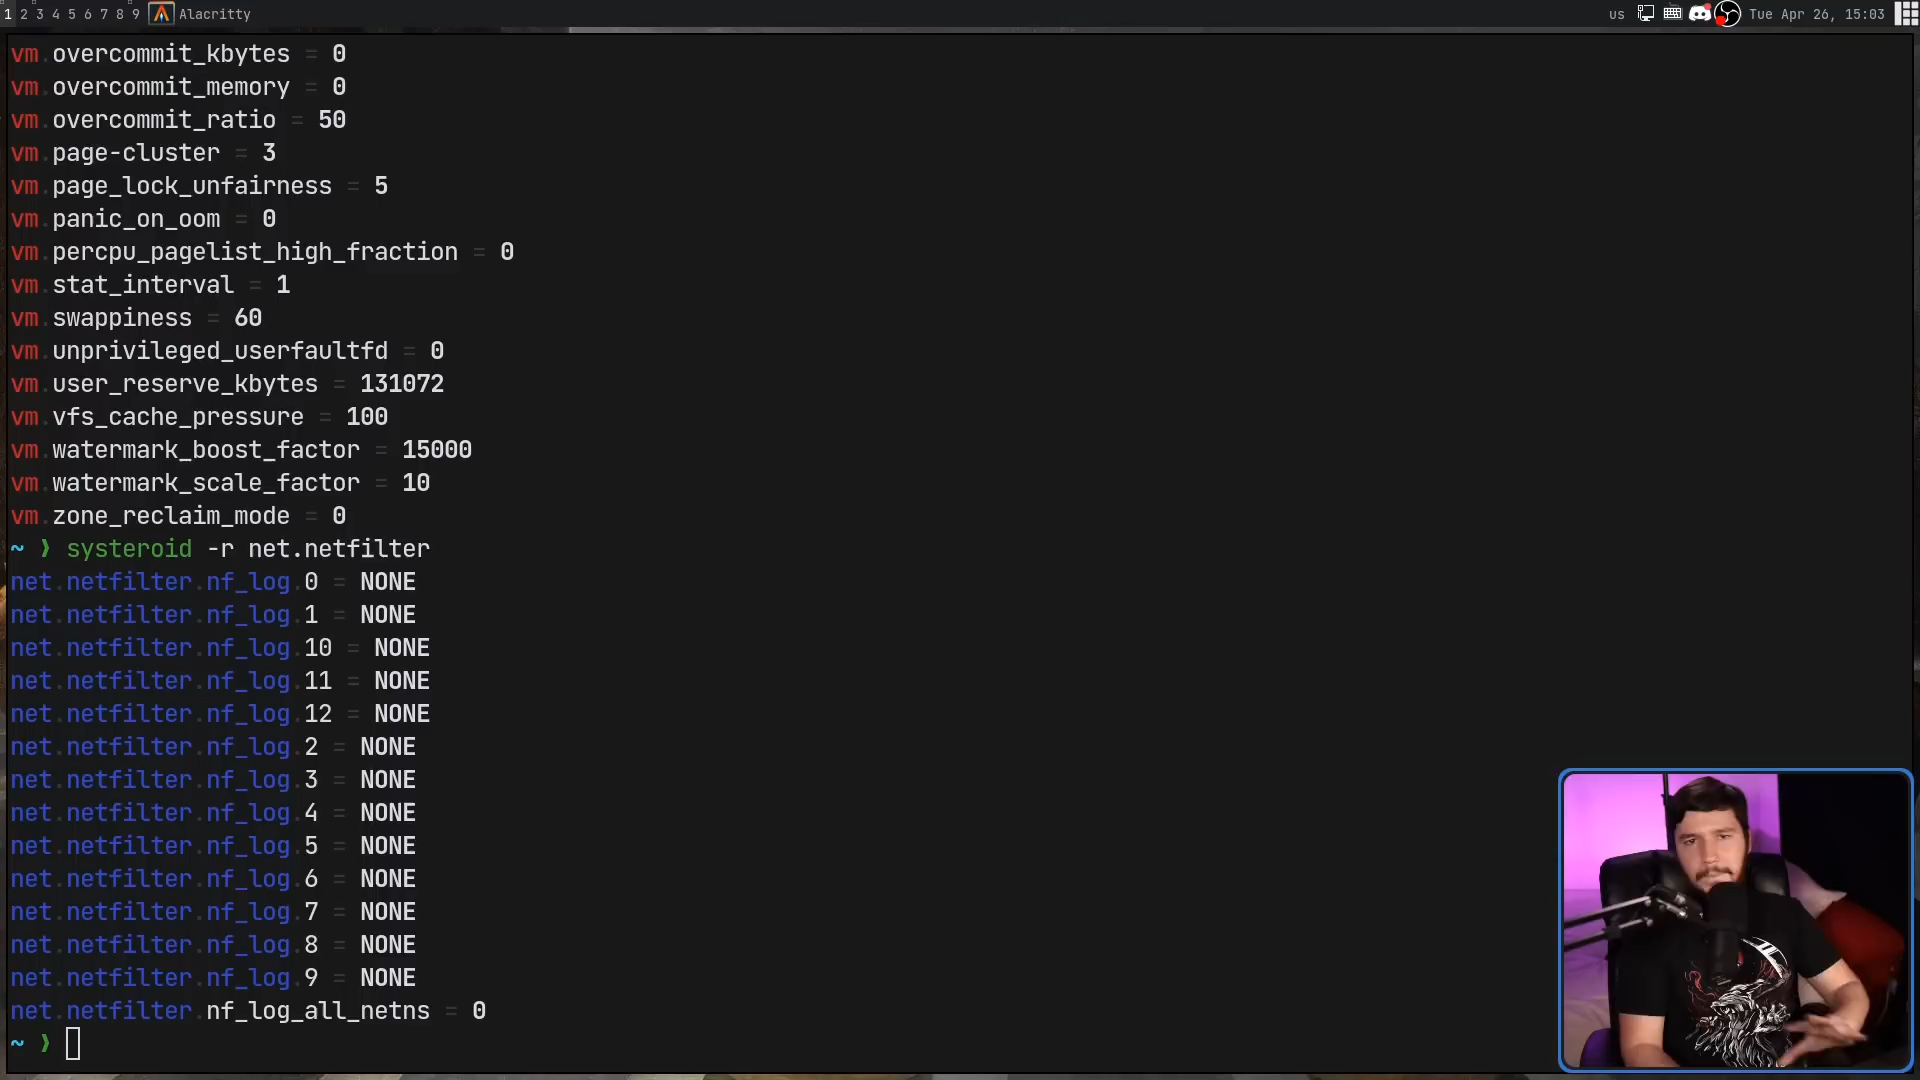 1 2 3 4 5 6 7 8 9 Alacritty us Tue Apr 26, 15:03
vm.overcommit_kbytes = 0
vm.overcommit_memory = 0
vm.overcommit_ratio = 50
vm.page-cluster = 3
vm.page_lock_unfairness = 5
vm.panic_on_oom = 0
vm.percpu_pagelist_high_fraction = 0
vm.stat_interval = 1
vm.swappiness = 60
vm.unprivileged_userfaultfd = 0
vm.user_reserve_kbytes = 131072
vm.vfs_cache_pressure = 100
vm.watermark_boost_factor = 15000
vm.watermark_scale_factor = 10
vm.zone_reclaim_mode = 0
~ ❯ systeroid -r net.netfilter
net.netfilter.nf_log.0 = NONE
net.netfilter.nf_log.1 = NONE
net.netfilter.nf_log.10 = NONE
net.netfilter.nf_log.11 = NONE
net.netfilter.nf_log.12 = NONE
net.netfilter.nf_log.2 = NONE
net.netfilter.nf_log.3 = NONE
net.netfilter.nf_log.4 = NONE
net.netfilter.nf_log.5 = NONE
net.netfilter.nf_log.6 = NONE
net.netfilter.nf_log.7 = NONE
net.netfilter.nf_log.8 = NONE
net.netfilter.nf_log.9 = NONE
net.netfilter.nf_log_all_netns = 0
~ ❯